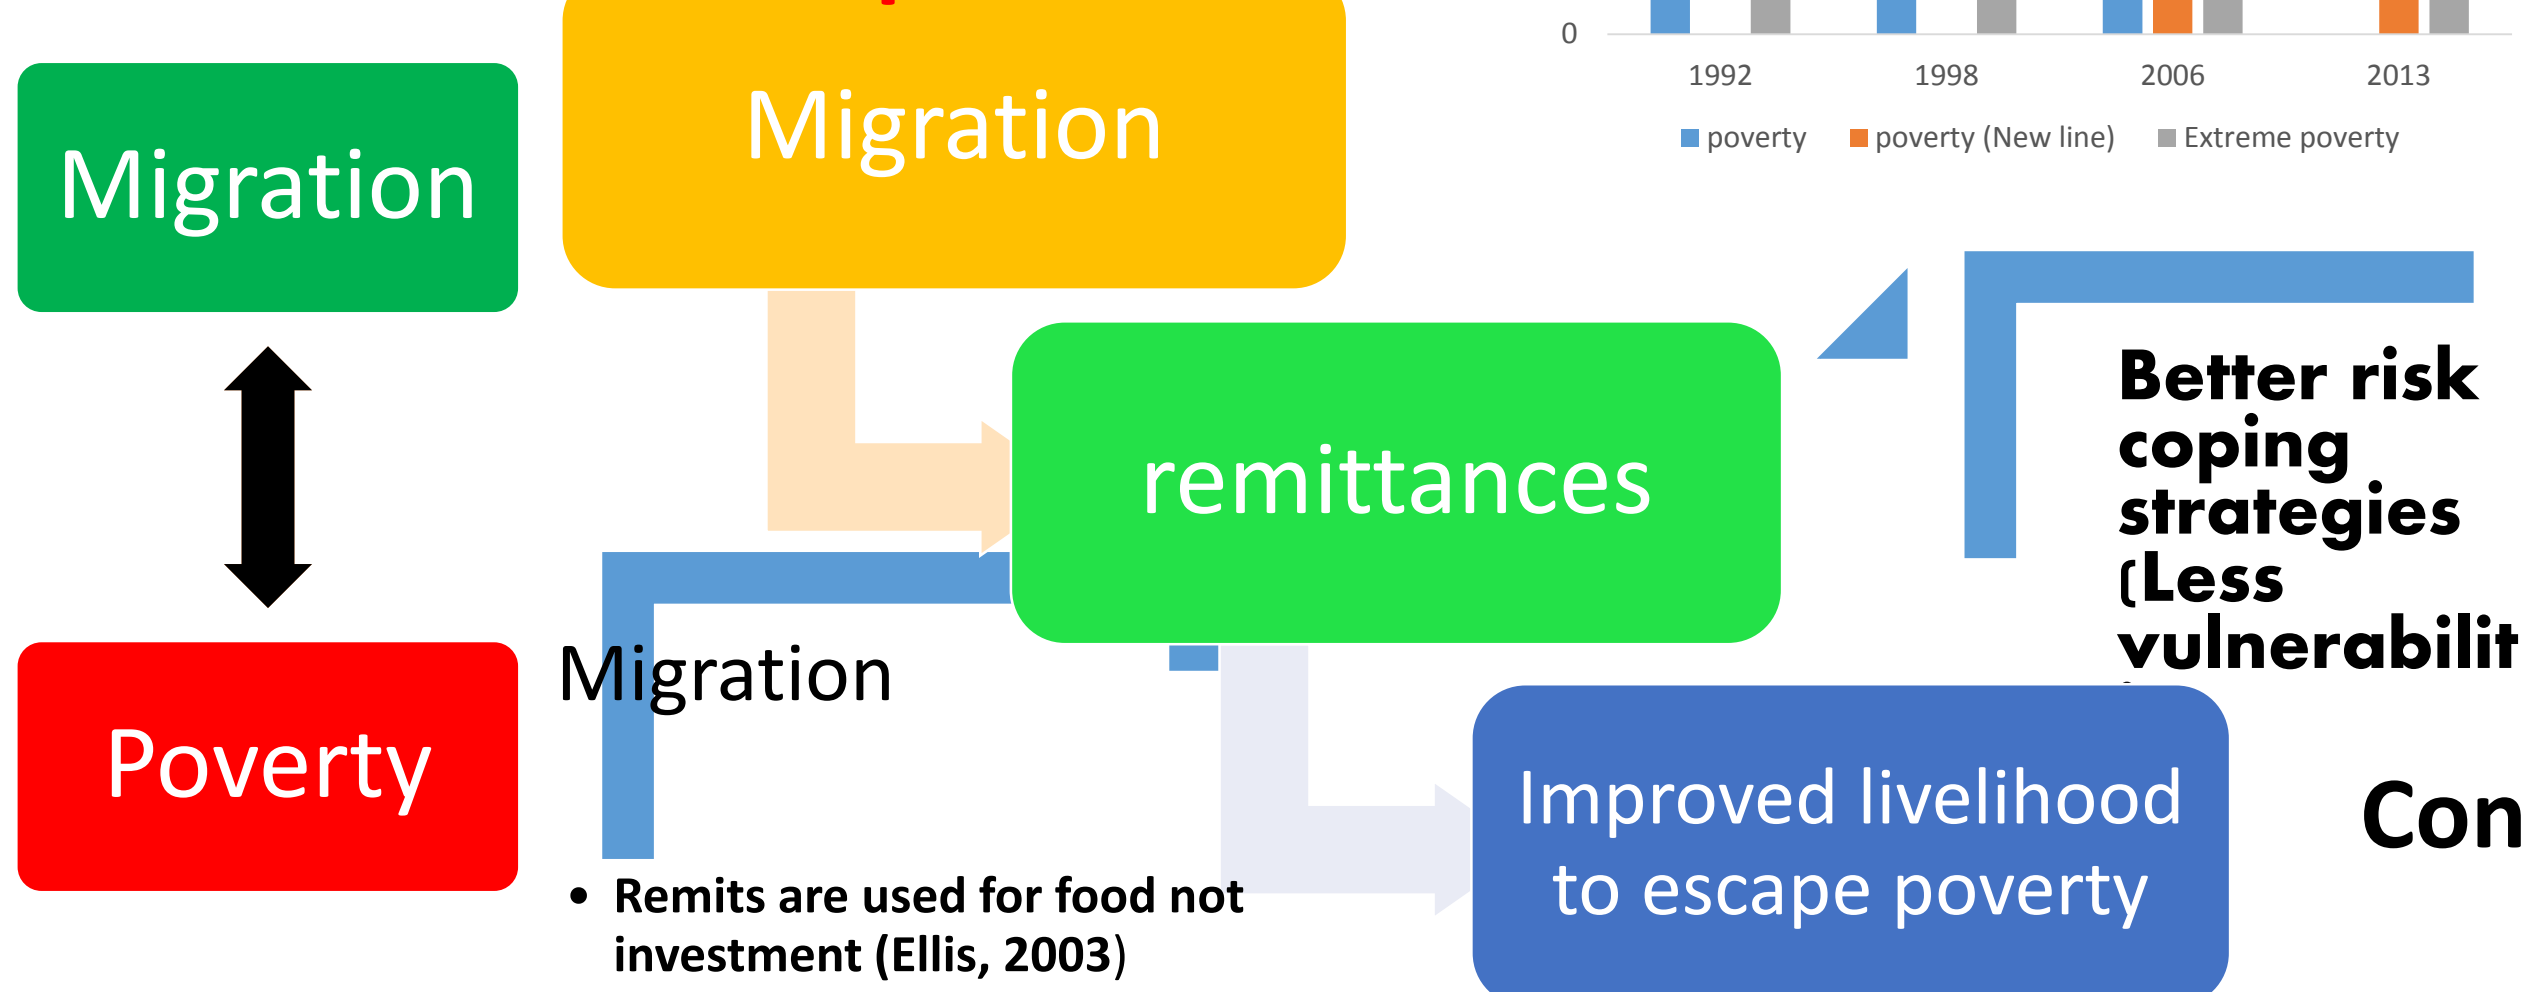 0
1992 1998 2006 2013
poverty poverty (New line) Extreme poverty
Migration
Migration
remittances
Better risk
coping
strategies
(Less
vulnerabilit
Migration
Poverty
Improved livelihood
to escape poverty
Con
• Remits are used for food not
investment (Ellis, 2003)